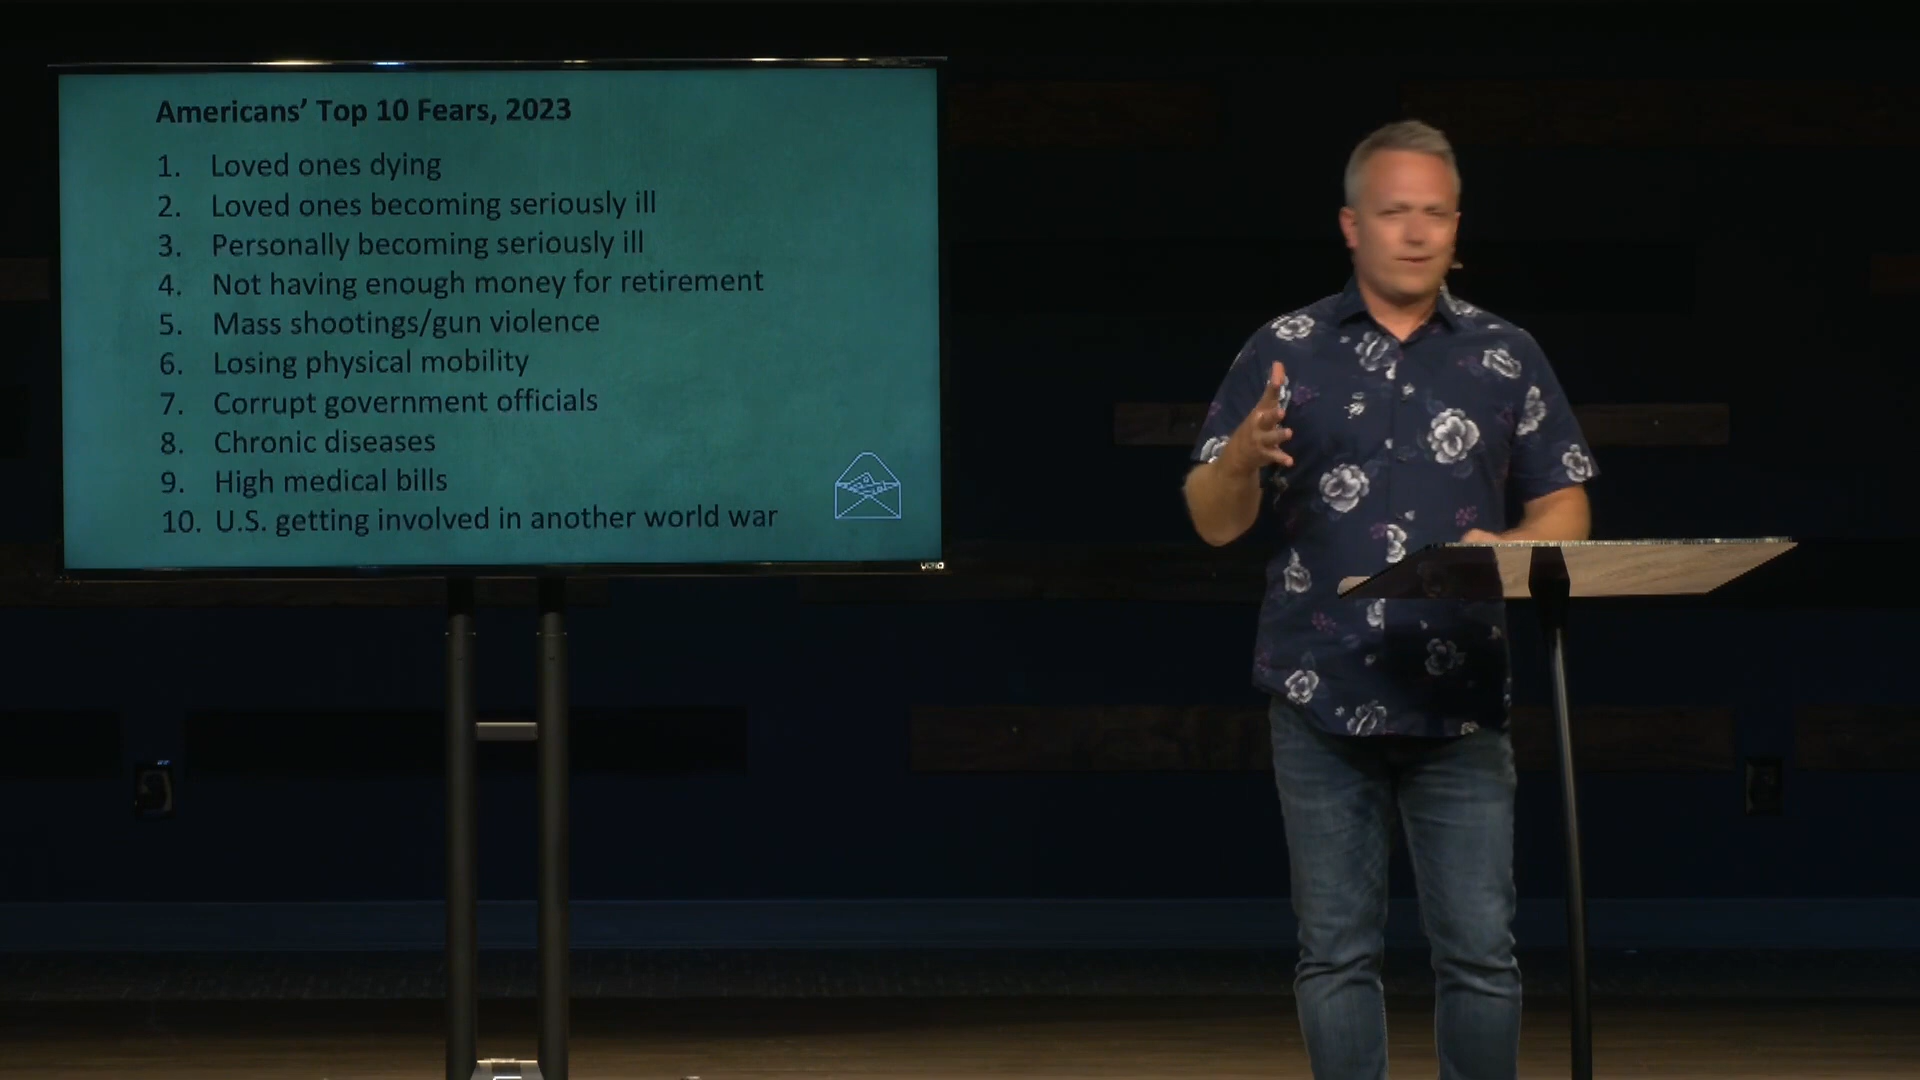 Americans’ Top 10 Fears, 2023
1. Loved ones dying
2. Loved ones becoming seriously ill
3. Personally becoming seriously ill
4. Not having enough money for retirement
5. Mass shootings/gun violence
6. Losing physical mobility
7. Corrupt government officials
8. Chronic diseases
9. High medical bills
10. U.S. getting involved in another world war
VIZIO